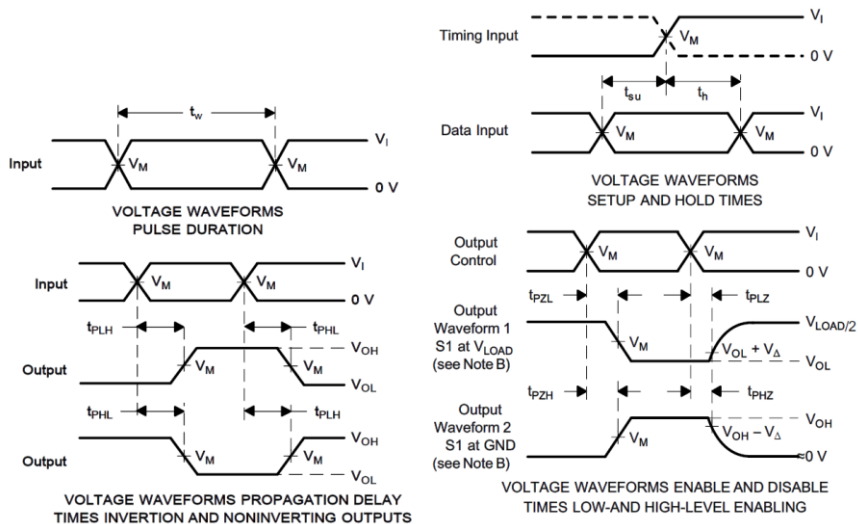 t_w
V_I
Input
V_M
V_M
0 V
VOLTAGE WAVEFORMS
PULSE DURATION
Timing Input
V_I
V_M
0 V
t_su
t_h
Data Input
V_I
V_M
V_M
0 V
VOLTAGE WAVEFORMS
SETUP AND HOLD TIMES
Input
V_I
V_M
V_M
0 V
t_PLH
t_PHL
Output
V_OH
V_M
V_M
V_OL
t_PHL
t_PLH
Output
V_OH
V_M
V_M
V_OL
VOLTAGE WAVEFORMS PROPAGATION DELAY
TIMES INVERTION AND NONINVERTING OUTPUTS
Output
Control
V_I
V_M
V_M
0 V
t_PZL
t_PLZ
Output
Waveform 1
S1 at V_LOAD
(see Note B)
V_LOAD/2
V_M
V_OL + V_Δ
V_OL
t_PZH
t_PHZ
Output
Waveform 2
S1 at GND
(see Note B)
V_OH
V_M
V_OH – V_Δ
≈0 V
VOLTAGE WAVEFORMS ENABLE AND DISABLE
TIMES LOW-AND HIGH-LEVEL ENABLING